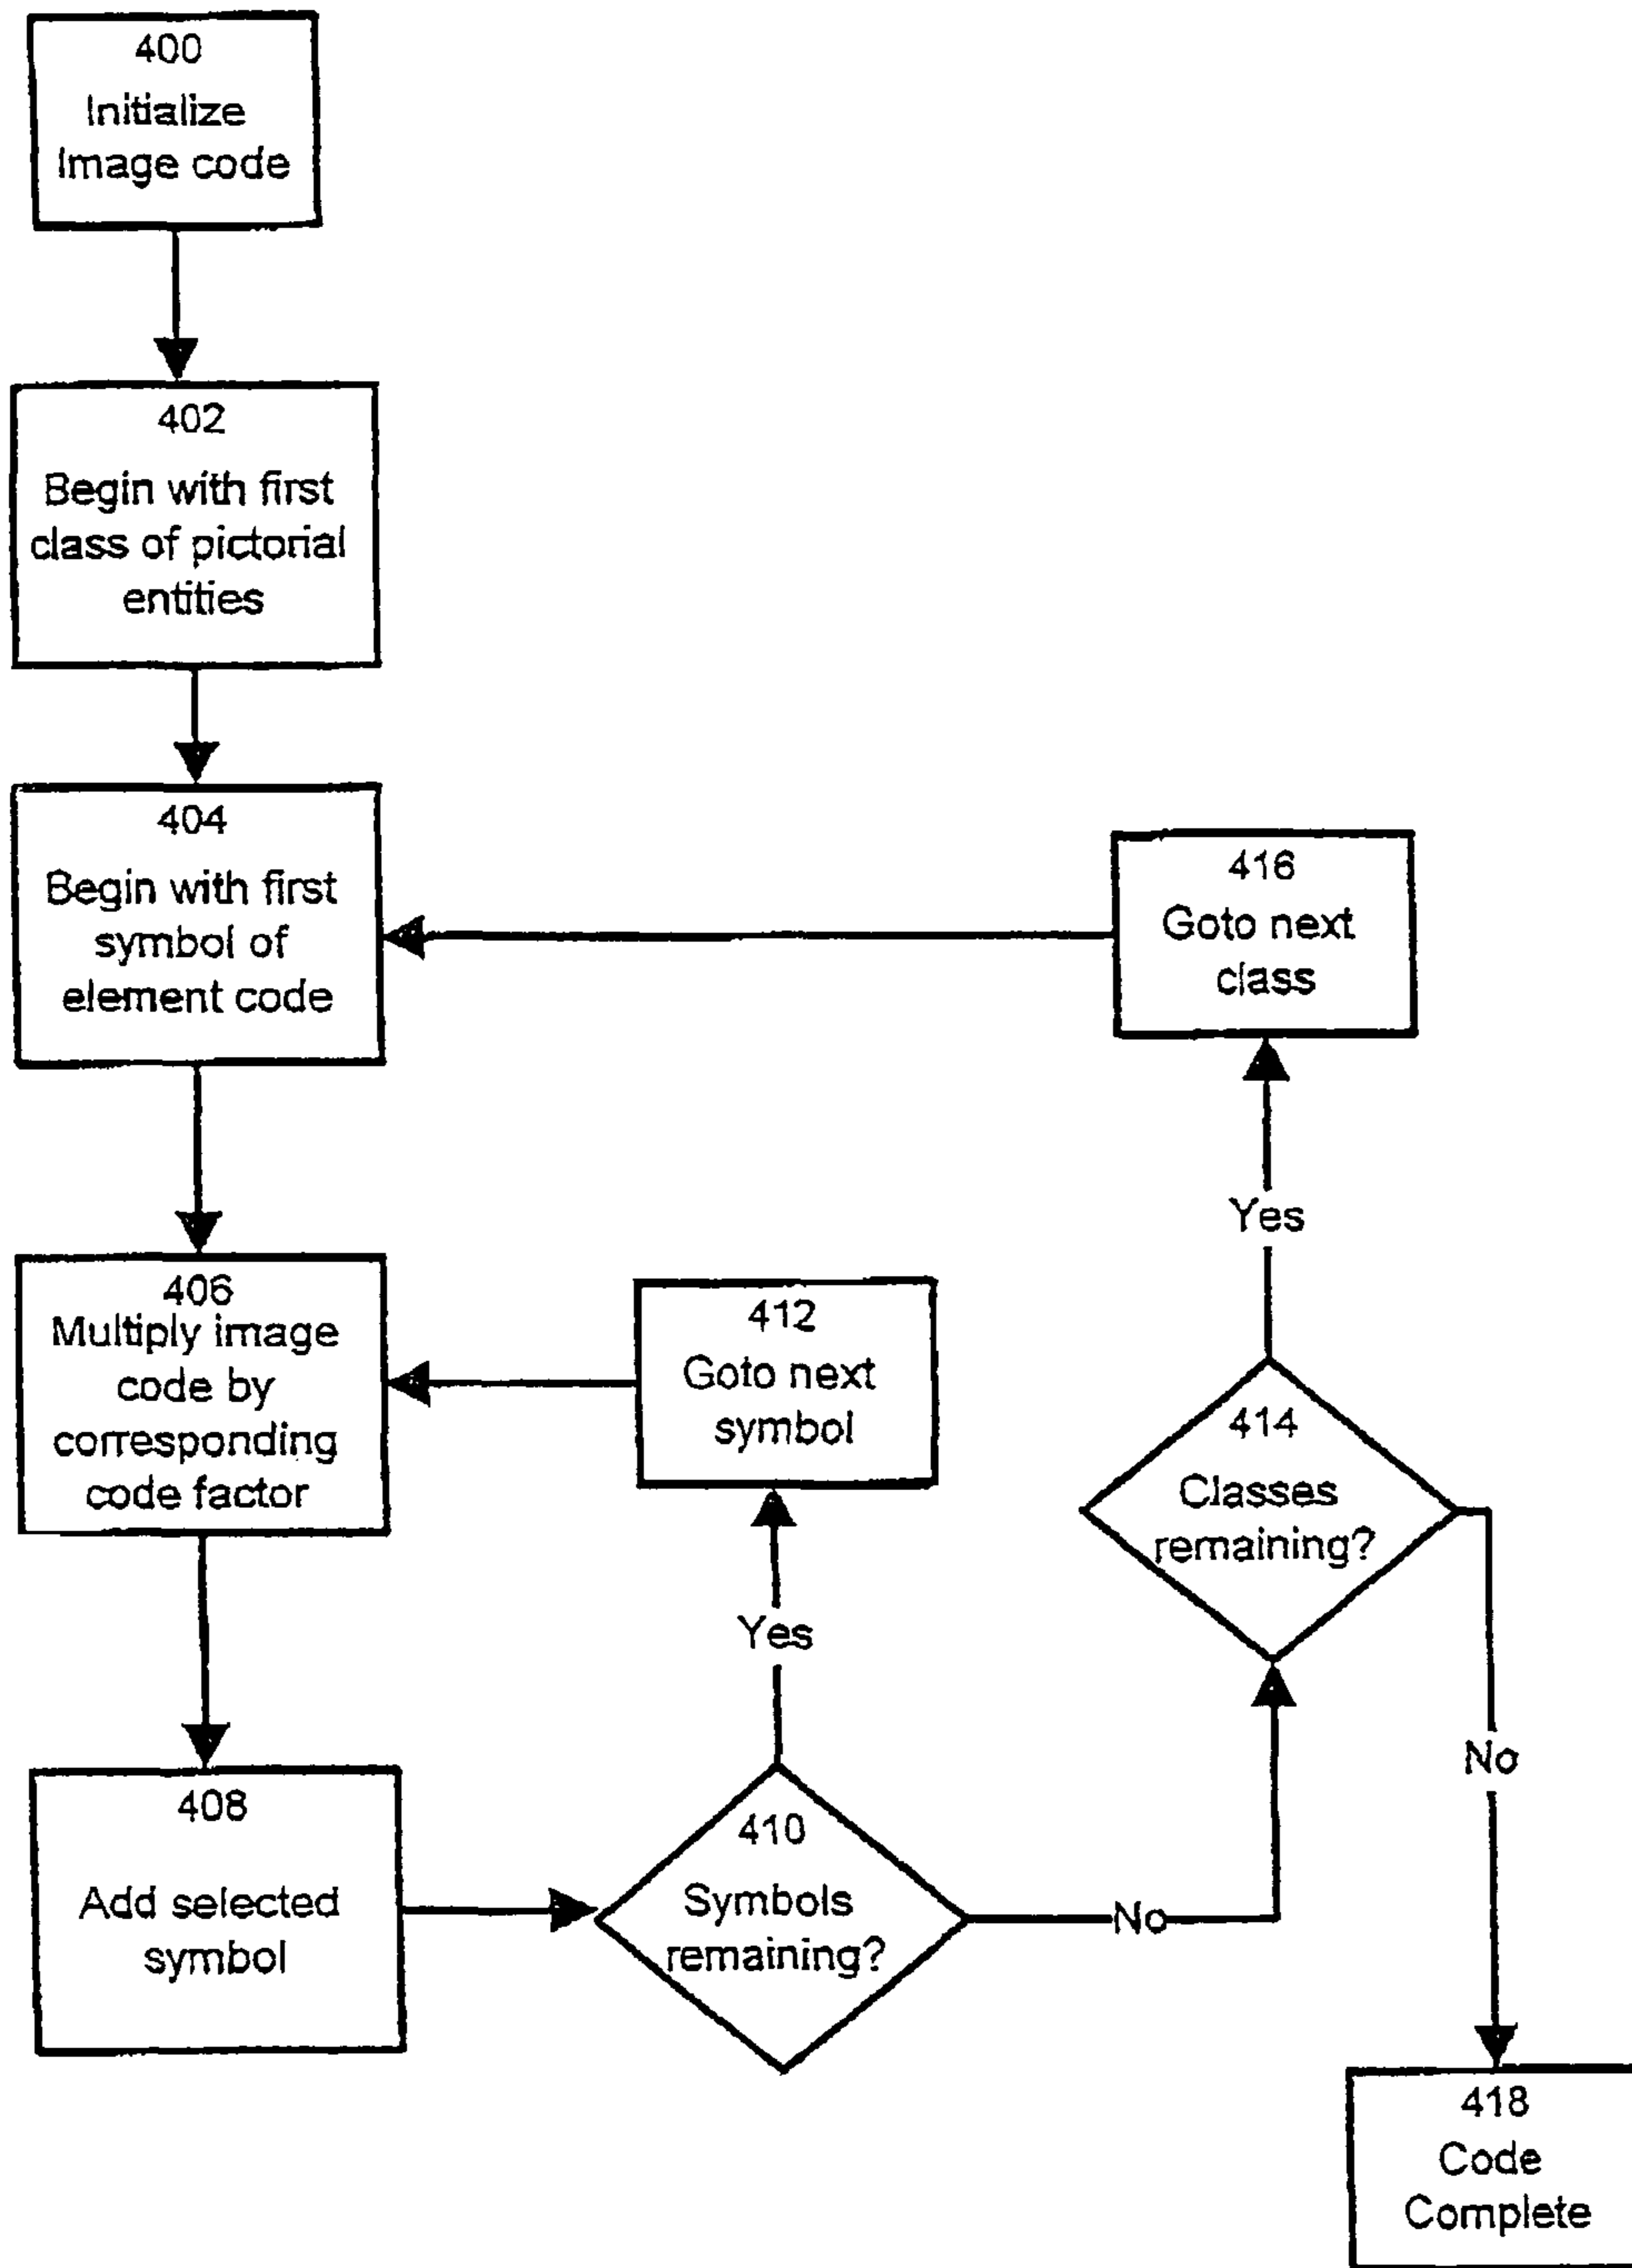 400
Initialize
Image code
402
Begin with first
class of pictorial
entities
404
Begin with first
symbol of
element code
416
Goto next
class
Yes
406
Multiply image
code by
corresponding
code factor
412
Goto next
symbol
414
Classes
remaining?
Yes
No
408
Add selected
symbol
410
Symbols
remaining?
No
418
Code
Complete